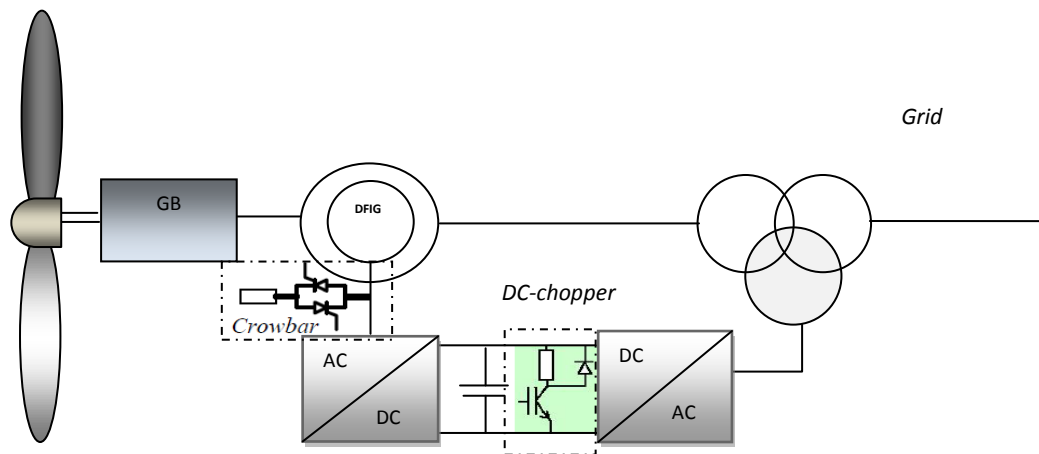 Grid
GB
DFIG
DC-chopper
Crowbar
AC
DC
DC
AC